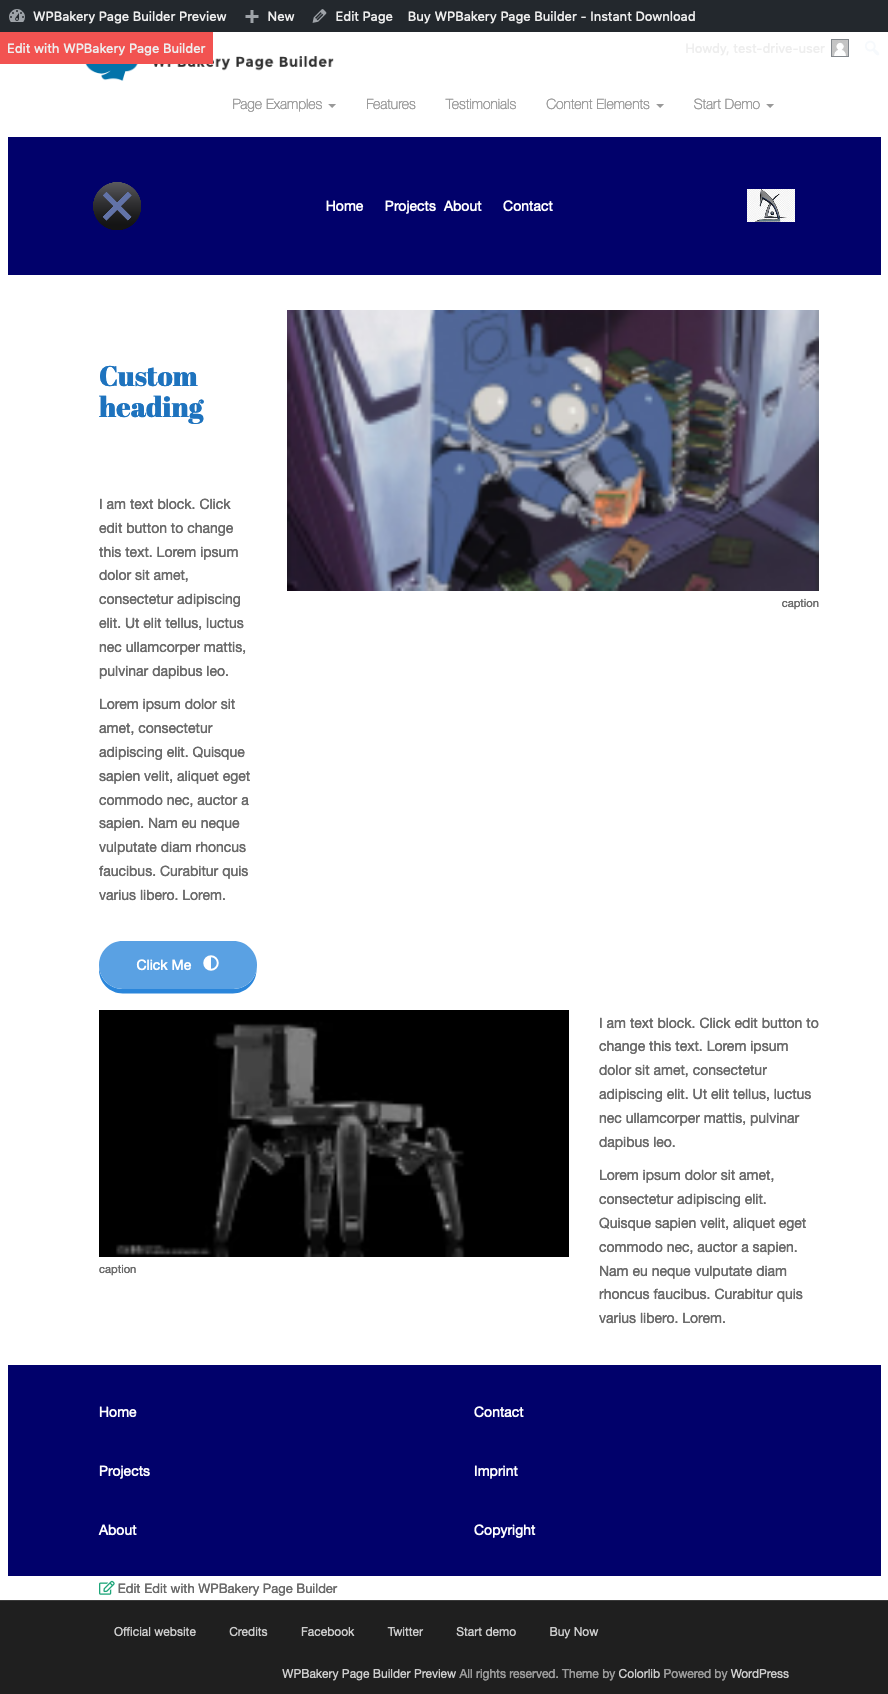 WPBakery Page Builder Preview New Edit Page Buy WPBakery Page Builder - Instant Download
Edit with WPBakery Page Builder
Howdy, test-drive-user
WPBakery Page Builder
Page Examples Features Testimonials Content Elements Start Demo
Home Projects About Contact
Custom
heading
I am text block. Click
edit button to change
this text. Lorem ipsum
dolor sit amet,
consectetur adipiscing
elit. Ut elit tellus, luctus
nec ullamcorper mattis,
pulvinar dapibus leo.
Lorem ipsum dolor sit
amet, consectetur
adipiscing elit. Quisque
sapien velit, aliquet eget
commodo nec, auctor a
sapien. Nam eu neque
vulputate diam rhoncus
faucibus. Curabitur quis
varius libero. Lorem.
Click Me
caption
caption
I am text block. Click edit button to
change this text. Lorem ipsum
dolor sit amet, consectetur
adipiscing elit. Ut elit tellus, luctus
nec ullamcorper mattis, pulvinar
dapibus leo.
Lorem ipsum dolor sit amet,
consectetur adipiscing elit.
Quisque sapien velit, aliquet eget
commodo nec, auctor a sapien.
Nam eu neque vulputate diam
rhoncus faucibus. Curabitur quis
varius libero. Lorem.
Home Contact
Projects Imprint
About Copyright
Edit Edit with WPBakery Page Builder
Official website Credits Facebook Twitter Start demo Buy Now
WPBakery Page Builder Preview All rights reserved. Theme by Colorlib Powered by WordPress